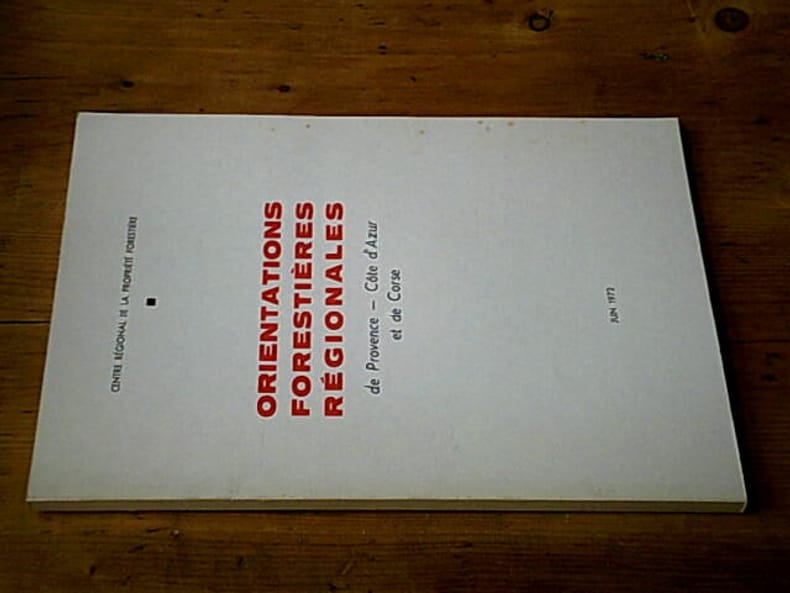 CENTRE RÉGIONAL DE LA PROPRIÉTÉ FORESTIÈRE
ORIENTATIONS
FORESTIÈRES
RÉGIONALES
de Provence – Côte d'Azur
et de Corse
JUIN 1972